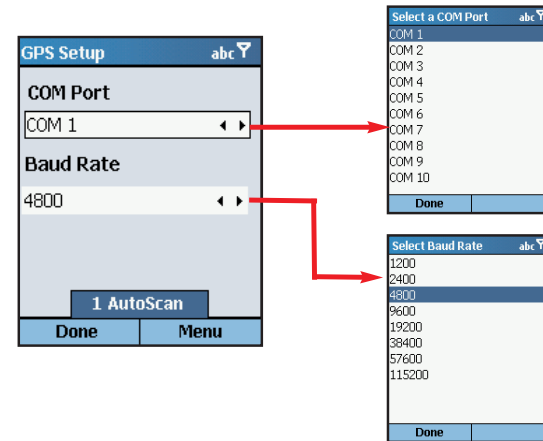 GPS Setup abc
COM Port
COM 1
Baud Rate
4800
1 AutoScan
Done Menu
Select a COM Port abc
COM 1
COM 2
COM 3
COM 4
COM 5
COM 6
COM 7
COM 8
COM 9
COM 10
Done
Select Baud Rate abc
1200
2400
4800
9600
19200
38400
57600
115200
Done